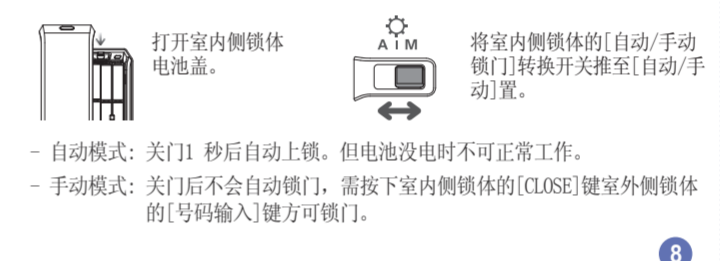 打开室内侧锁体
电池盖。
A I M
将室内侧锁体的[自动/手动
锁门]转换开关推至[自动/手
动]置。
- 自动模式: 关门1 秒后自动上锁。但电池没电时不可正常工作。
- 手动模式: 关门后不会自动锁门，需按下室内侧锁体的[CLOSE]键室外侧锁体
的[号码输入]键方可锁门。
8